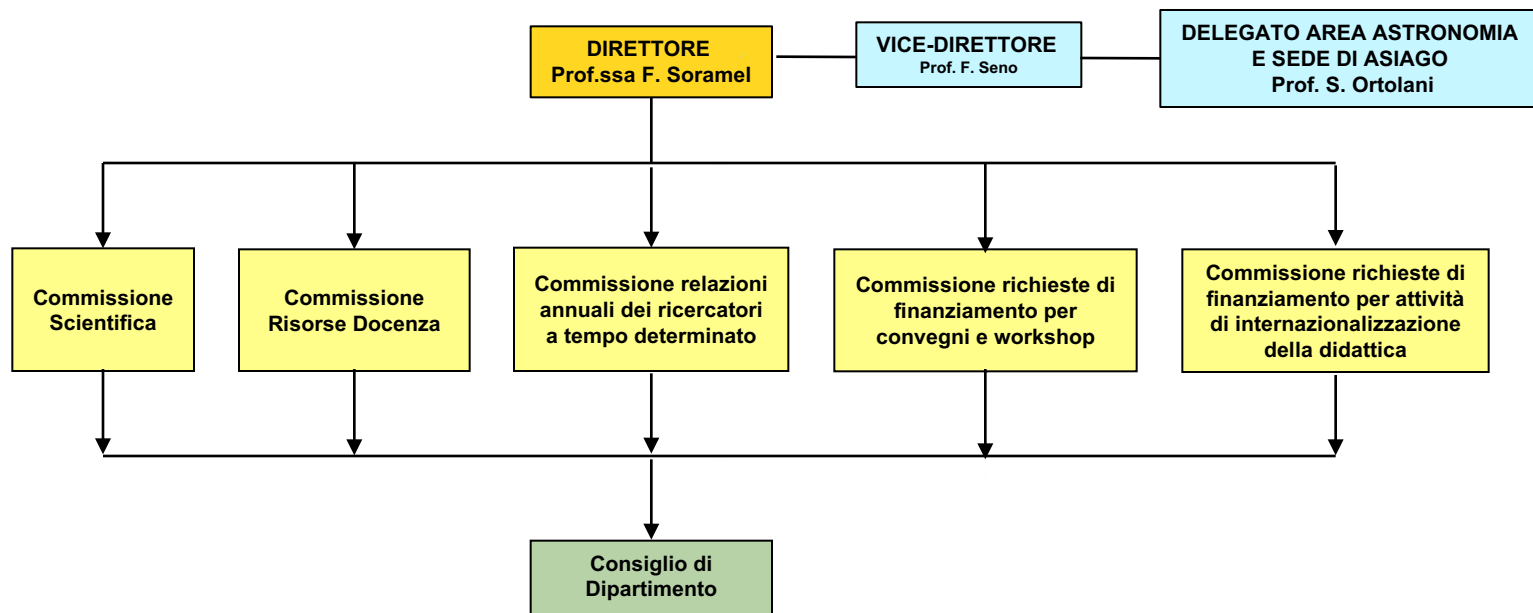 DIRETTORE
Prof.ssa F. Soramel
VICE-DIRETTORE
Prof. F. Seno
DELEGATO AREA ASTRONOMIA
E SEDE DI ASIAGO
Prof. S. Ortolani
Commissione
Scientifica
Commissione
Risorse Docenza
Commissione relazioni
annuali dei ricercatori
a tempo determinato
Commissione richieste di
finanziamento per
convegni e workshop
Commissione richieste di
finanziamento per attività
di internazionalizzazione
della didattica
Consiglio di
Dipartimento